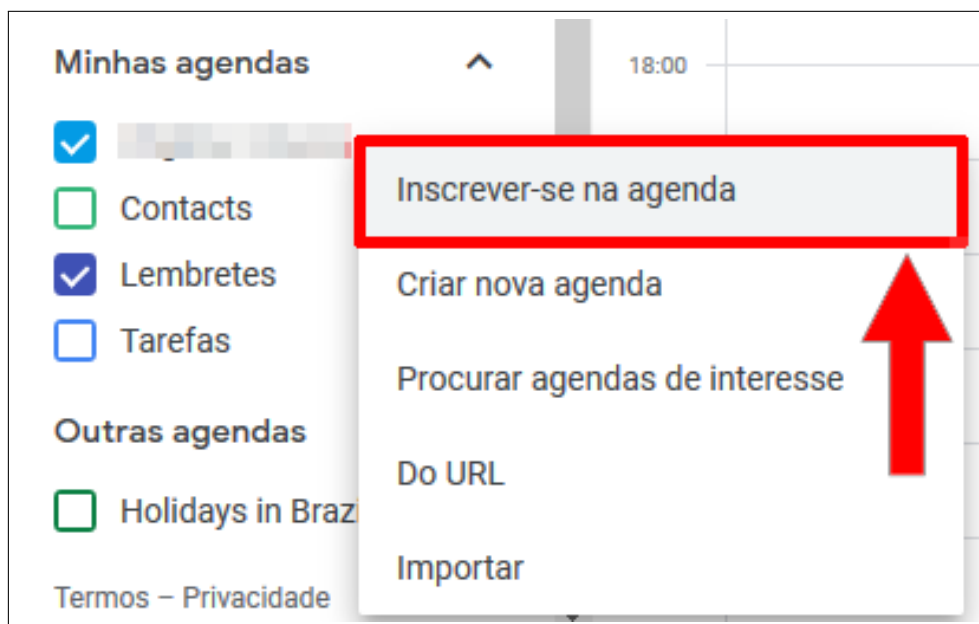 Minhas agendas
18:00
Inscrever-se na agenda
Contacts
Lembretes
Criar nova agenda
Tarefas
Procurar agendas de interesse
Outras agendas
Do URL
Holidays in Brazi
Importar
Termos – Privacidade